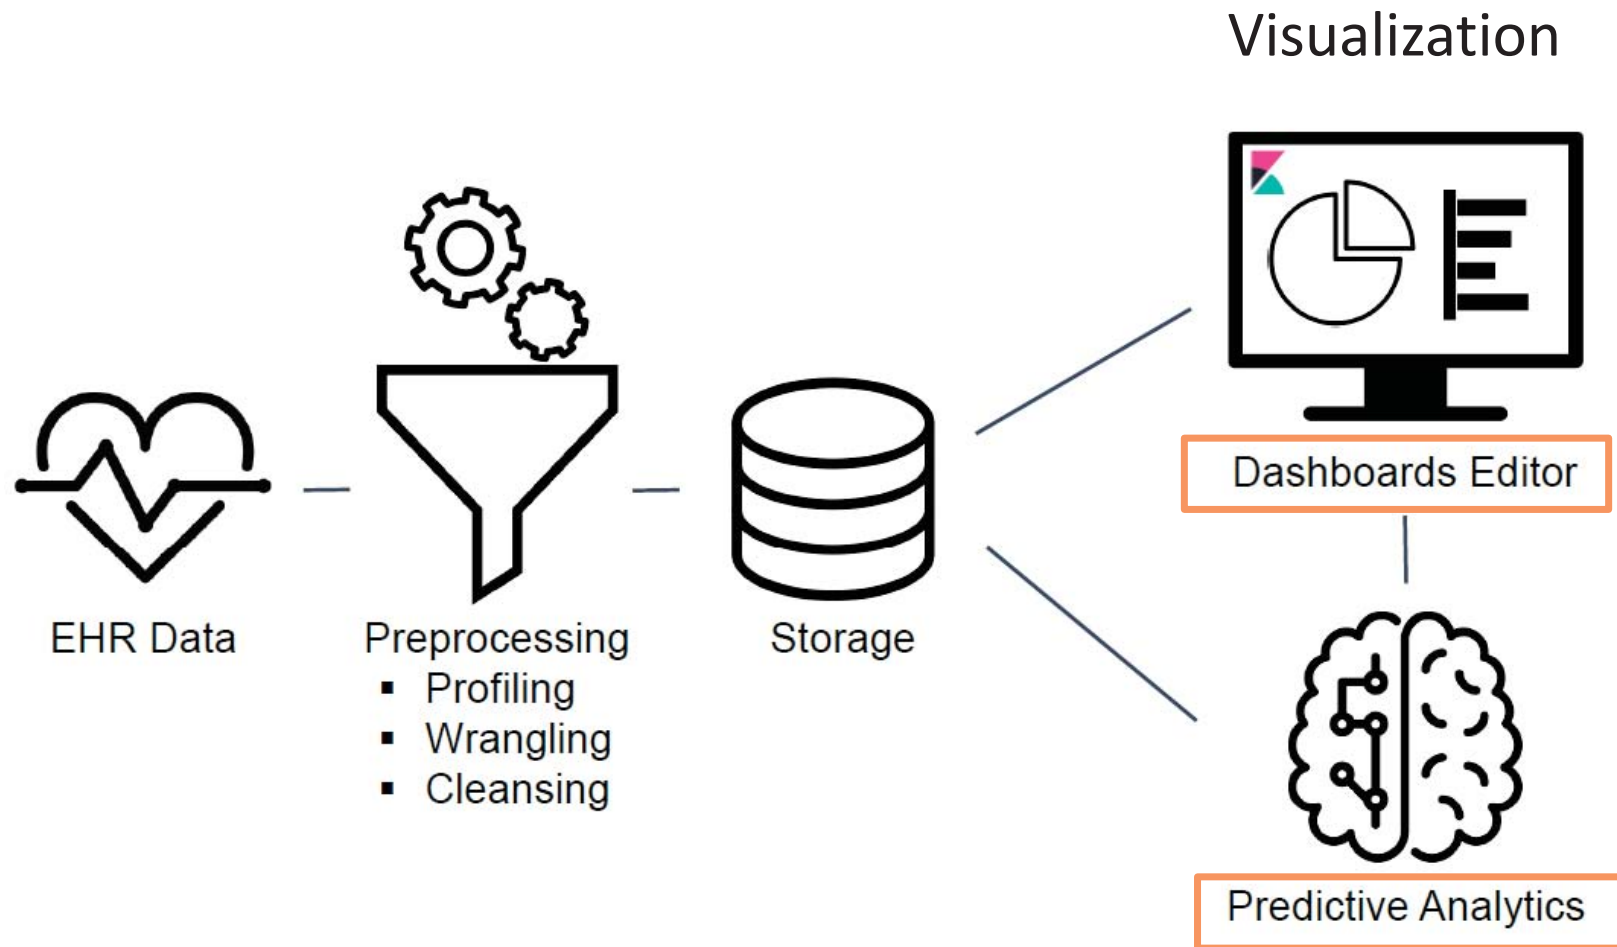 Visualization
Dashboards Editor
EHR Data
Preprocessing
▪ Profiling
▪ Wrangling
▪ Cleansing
Storage
Predictive Analytics